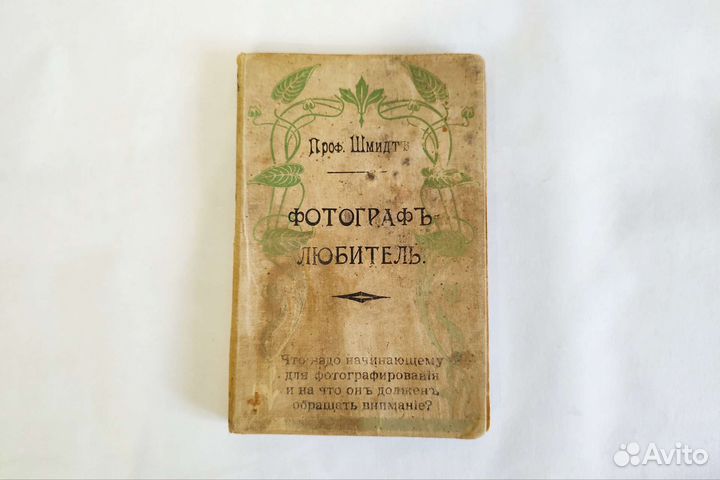 Проф. Шмидтъ
ФОТОГРАФЪ-
ЛЮБИТЕЛЬ.
Что надо начинающему
для фотографированія
и на что онъ долженъ
обращать вниманіе?
Avito